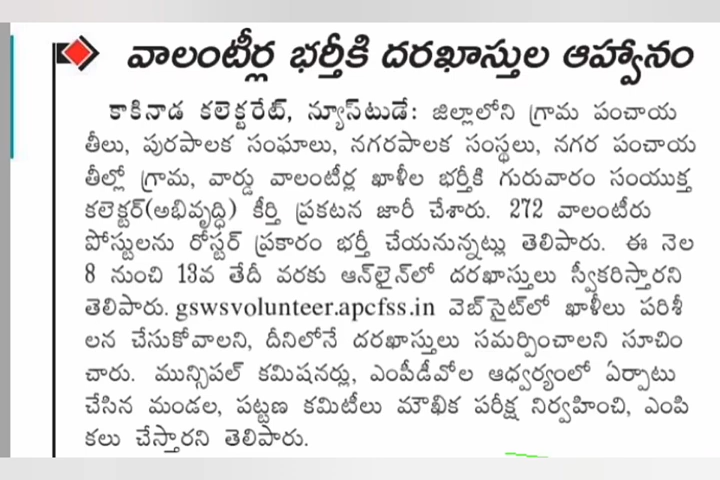 వాలంటీర్ల భర్తీకి దరఖాస్తుల ఆహ్వానం
కాకినాడ కలెక్టరేట్, న్యూస్‌టుడే: జిల్లాలోని గ్రామ పంచాయ
తీలు, పురపాలక సంఘాలు, నగరపాలక సంస్థలు, నగర పంచాయ
తీల్లో గ్రామ, వార్డు వాలంటీర్ల ఖాళీల భర్తీకి గురువారం సంయుక్త
కలెక్టర్(అభివృద్ధి) కీర్తి ప్రకటన జారీ చేశారు. 272 వాలంటీరు
పోస్టులను రోస్టర్ ప్రకారం భర్తీ చేయనున్నట్లు తెలిపారు. ఈ నెల
8 నుంచి 13వ తేదీ వరకు ఆన్‌లైన్‌లో దరఖాస్తులు స్వీకరిస్తారని
తెలిపారు. gswsvolunteer.apcfss.in వెబ్‌సైట్‌లో ఖాళీలు పరిశీ
లన చేసుకోవాలని, దీనిలోనే దరఖాస్తులు సమర్పించాలని సూచిం
చారు. మున్సిపల్ కమిషనర్లు, ఎంపీడీవోల ఆధ్వర్యంలో ఏర్పాటు
చేసిన మండల, పట్టణ కమిటీలు మౌఖిక పరీక్ష నిర్వహించి, ఎంపి
కలు చేస్తారని తెలిపారు.